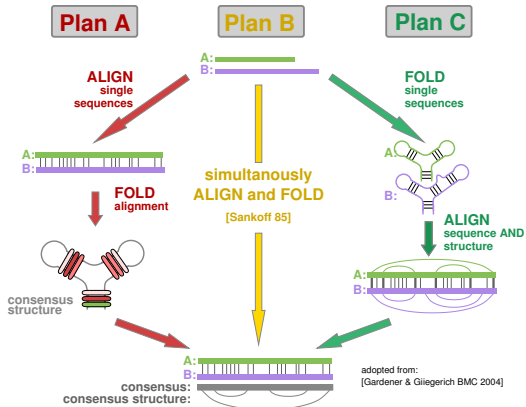 Plan A
Plan B
Plan C
A:
B:
ALIGN
single
sequences
FOLD
single
sequences
A:
B:
simultanously
ALIGN and FOLD
[Sankoff 85]
A:
B:
FOLD
alignment
ALIGN
sequence AND
structure
A:
B:
consensus
structure
A:
B:
consensus:
consensus structure:
adopted from:
[Gardener & Giiegerich BMC 2004]